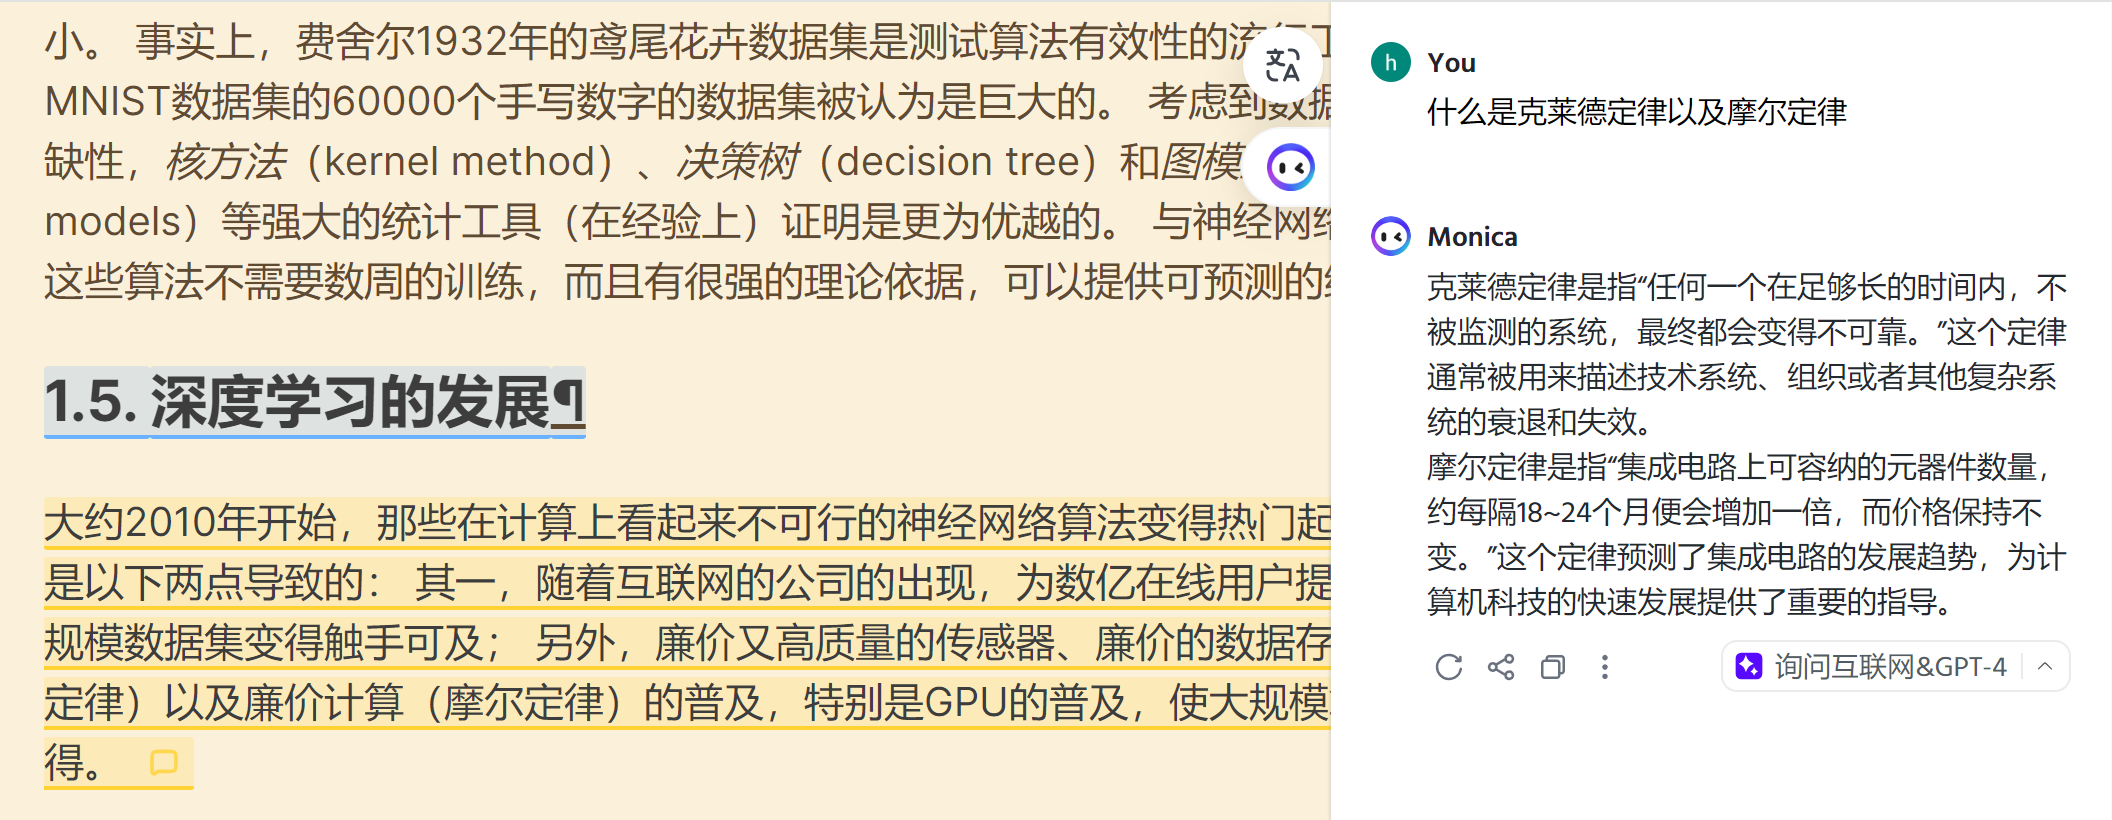 小。 事实上，费舍尔1932年的鸢尾花卉数据集是测试算法有效性的流行工
MNIST数据集的60000个手写数字的数据集被认为是巨大的。 考虑到数据
缺性，核方法（kernel method）、决策树（decision tree）和图模
models）等强大的统计工具（在经验上）证明是更为优越的。 与神经网络
这些算法不需要数周的训练，而且有很强的理论依据，可以提供可预测的结
1.5. 深度学习的发展¶
大约2010年开始，那些在计算上看起来不可行的神经网络算法变得热门起
是以下两点导致的： 其一，随着互联网的公司的出现，为数亿在线用户提
规模数据集变得触手可及； 另外，廉价又高质量的传感器、廉价的数据存
定律）以及廉价计算（摩尔定律）的普及，特别是GPU的普及，使大规模
得。
文A
h You
什么是克莱德定律以及摩尔定律
Monica
克莱德定律是指“任何一个在足够长的时间内，不
被监测的系统，最终都会变得不可靠。”这个定律
通常被用来描述技术系统、组织或者其他复杂系
统的衰退和失效。
摩尔定律是指“集成电路上可容纳的元器件数量，
约每隔18~24个月便会增加一倍，而价格保持不
变。”这个定律预测了集成电路的发展趋势，为计
算机科技的快速发展提供了重要的指导。
询问互联网&GPT-4